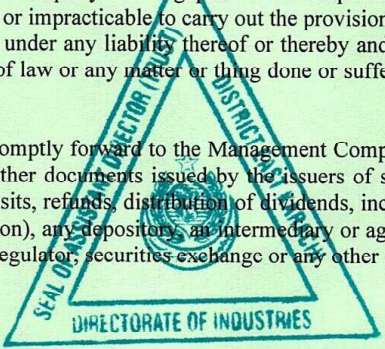 or impracticable to carry out the provision
under any liability thereof or thereby and
of law or any matter or thing done or suffe
omptly forward to the Management Comp
ther documents issued by the issuers of s
sits, refunds, distribution of dividends, inc
on), any depository, an intermediary or ag
egulator, securities exchange or any other
SEAL OF ASSISTANT DIRECTOR (TRUST)
DISTRICT EAST KARACHI
DIRECTORATE OF INDUSTRIES